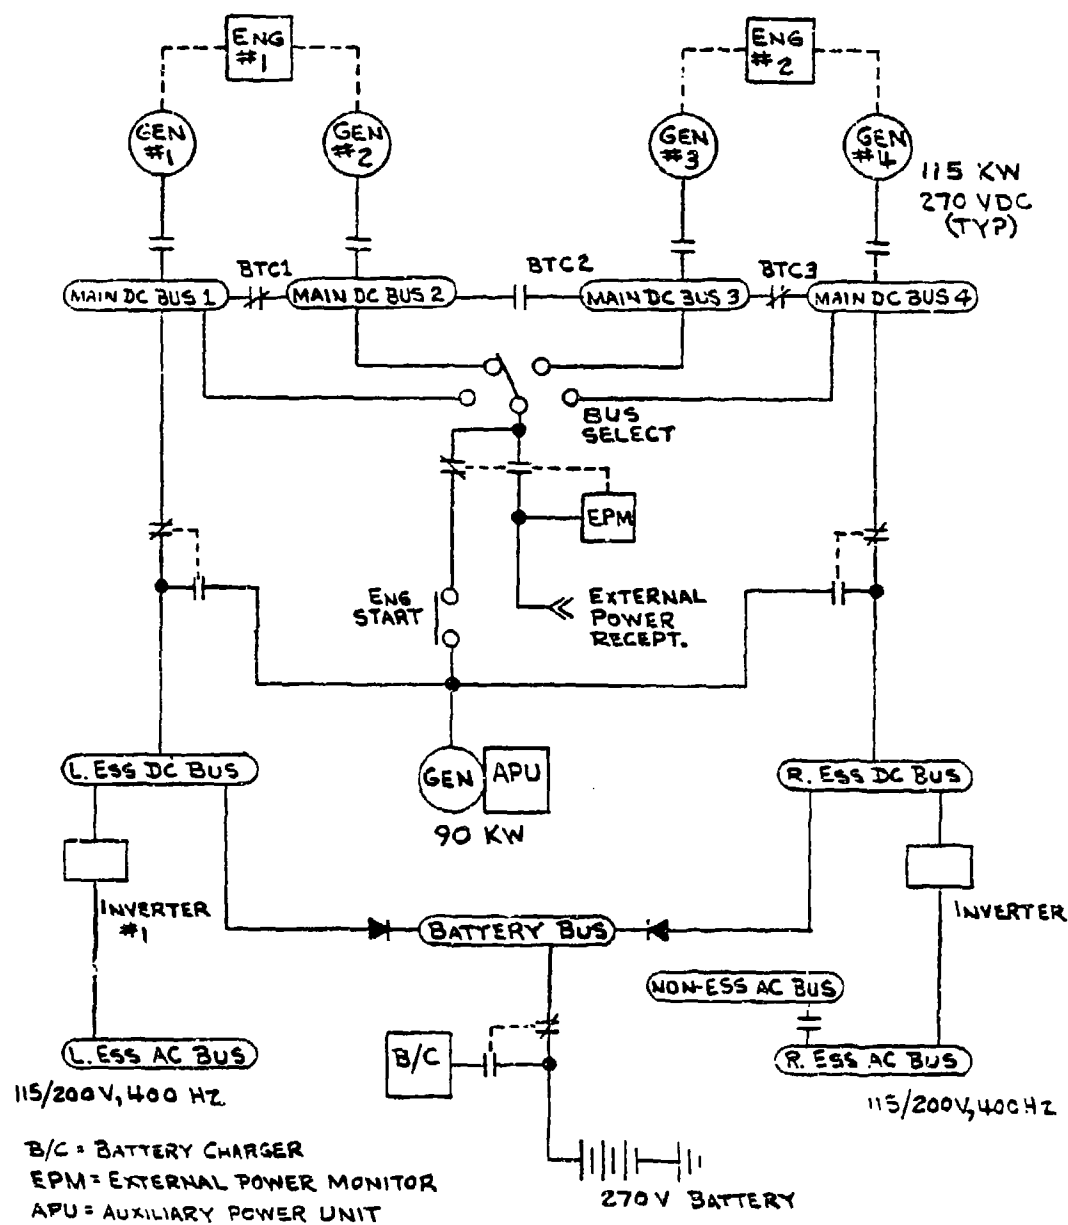 ENG
#1
ENG
#2
GEN
#1
GEN
#2
GEN
#3
GEN
#4
115 KW
270 VDC
(TYP)
BTC1
BTC2
BTC3
MAIN DC BUS 1
MAIN DC BUS 2
MAIN DC BUS 3
MAIN DC BUS 4
BUS
SELECT
EPM
ENG
START
EXTERNAL
POWER
RECEPT.
L. ESS DC BUS
GEN
APU
R. ESS DC BUS
90 KW
INVERTER
#1
BATTERY BUS
INVERTER
NON-ESS AC BUS
L. ESS AC BUS
B/C
R. ESS AC BUS
115/200V, 400 HZ
115/200V, 400HZ
B/C = BATTERY CHARGER
EPM = EXTERNAL POWER MONITOR
APU = AUXILIARY POWER UNIT
270 V BATTERY